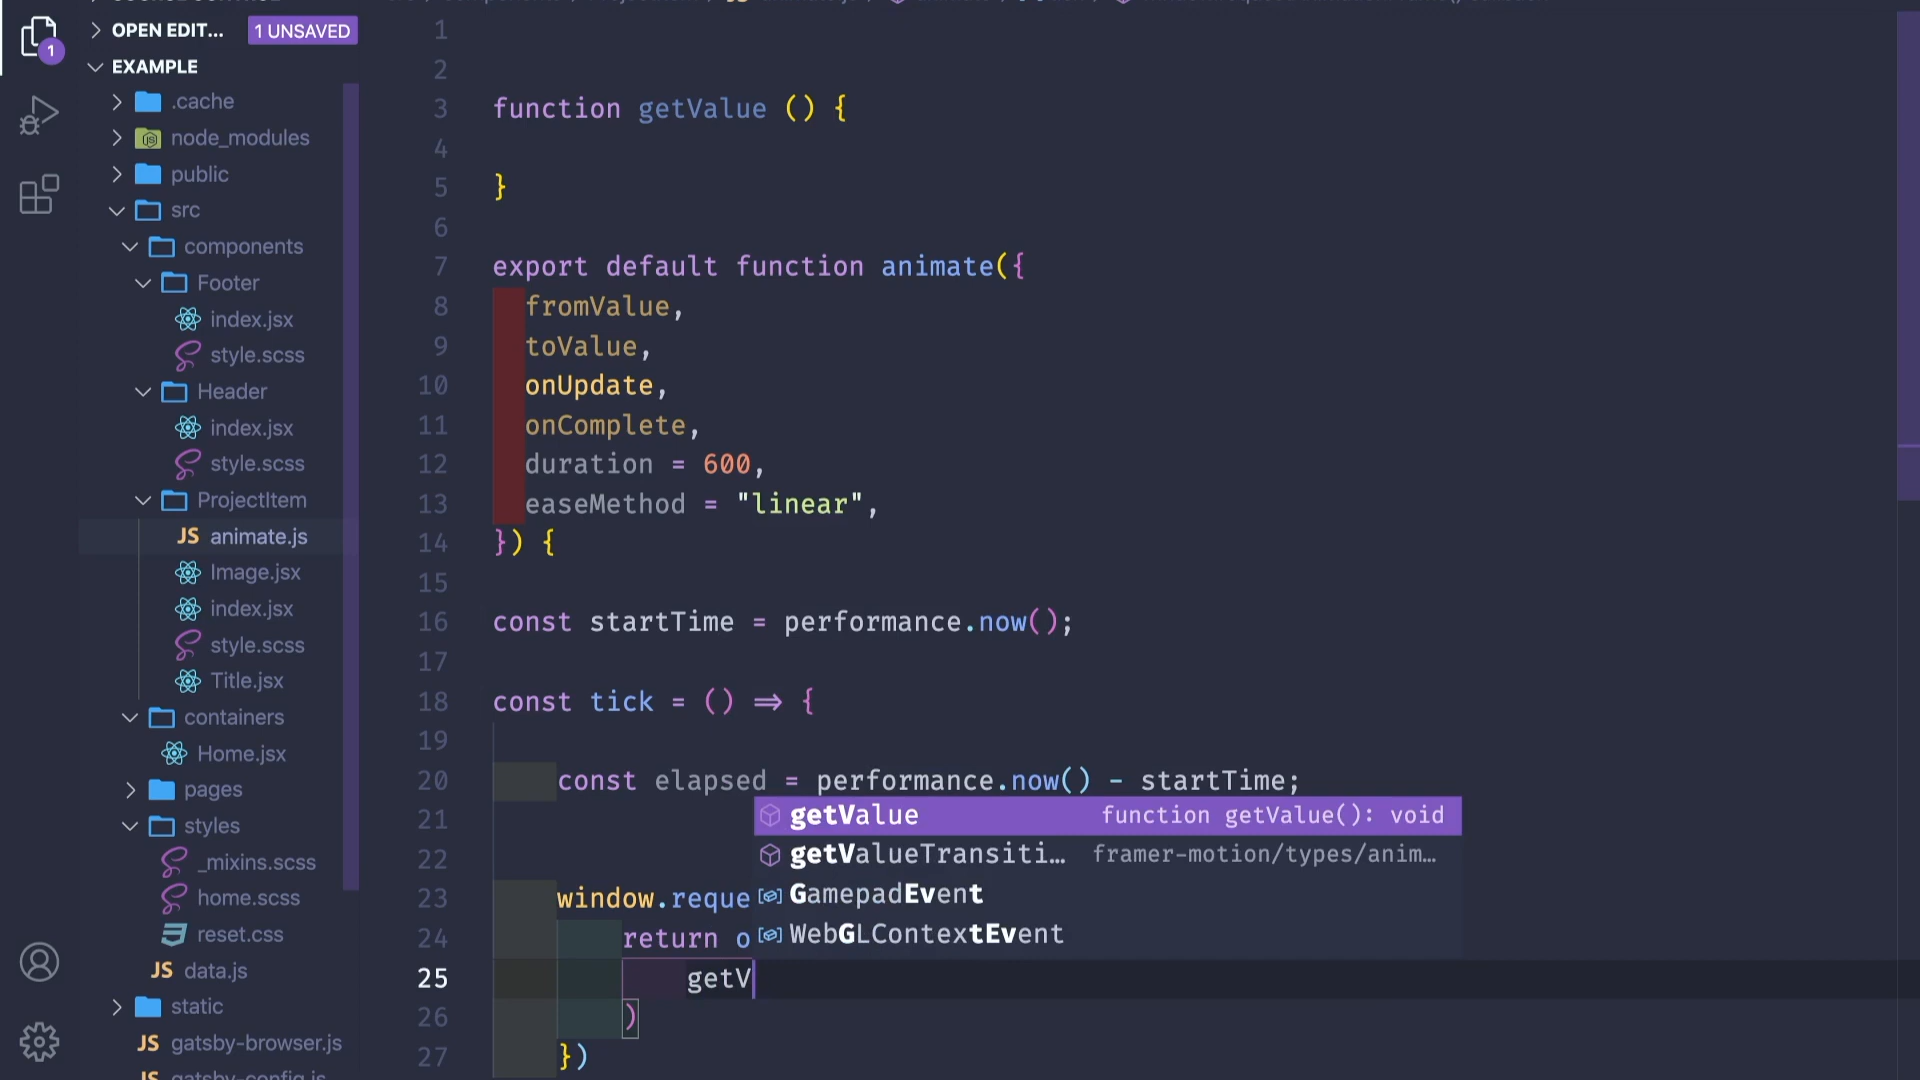 OPEN EDIT...
1 UNSAVED
1
EXAMPLE
.cache
node_modules
public
src
components
Footer
index.jsx
style.scss
Header
index.jsx
style.scss
ProjectItem
JS animate.js
Image.jsx
index.jsx
style.scss
Title.jsx
containers
Home.jsx
pages
styles
_mixins.scss
home.scss
reset.css
JS data.js
static
JS gatsby-browser.js
JS gatsby-config.js
1
2
3 function getValue () {
4
5 }
6
7 export default function animate({
8 fromValue,
9 toValue,
10 onUpdate,
11 onComplete,
12 duration = 600,
13 easeMethod = "linear",
14 }) {
15
16 const startTime = performance.now();
17
18 const tick = () => {
19
20 const elapsed = performance.now() - startTime;
21
22
23 window.reque
24 return o
25 getV
26 )
27 })
getValue function getValue(): void
getValueTransiti... framer-motion/types/anim...
GamepadEvent
WebGLContextEvent